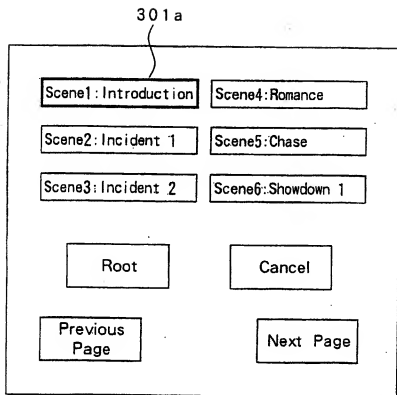 301a
Scene1:Introduction
Scene4:Romance
Scene2:Incident 1
Scene5:Chase
Scene3:Incident 2
Scene6:Showdown 1
Root
Cancel
Previous
Page
Next Page